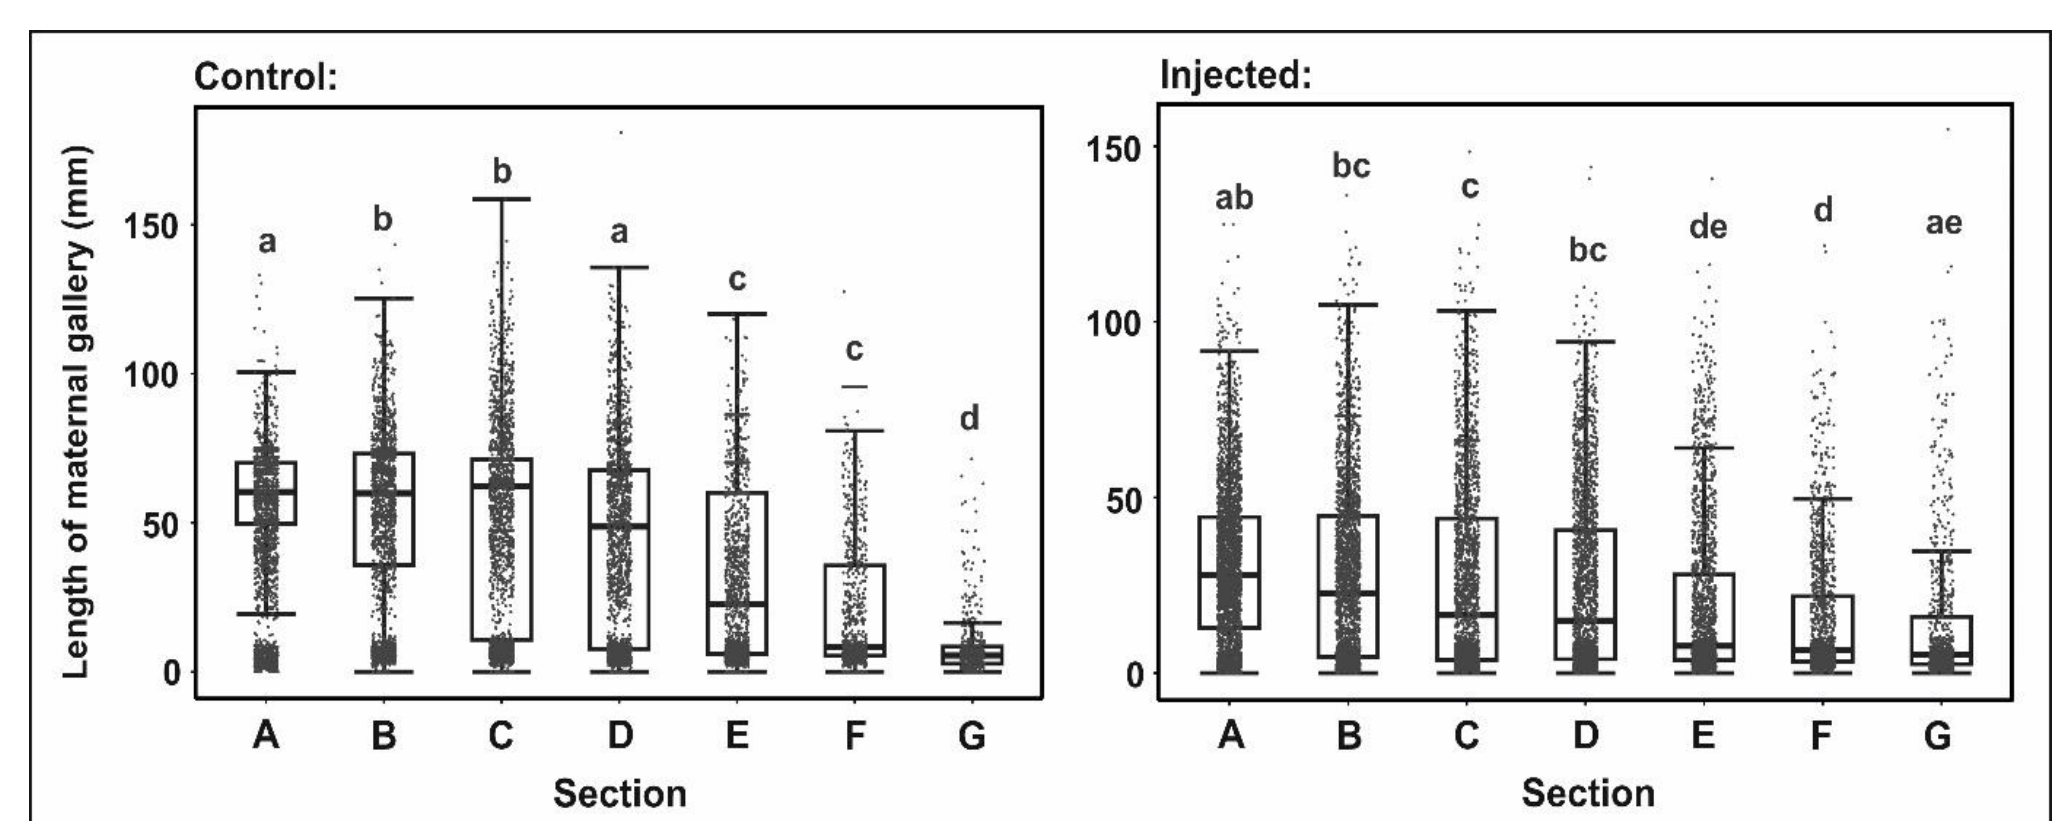 Control:
Length of maternal gallery (mm)
150
100
50
0
a
b
b
a
c
c
d
A B C D E F G
Section
Injected:
150
100
50
0
ab
bc
c
bc
de
d
ae
A B C D E F G
Section